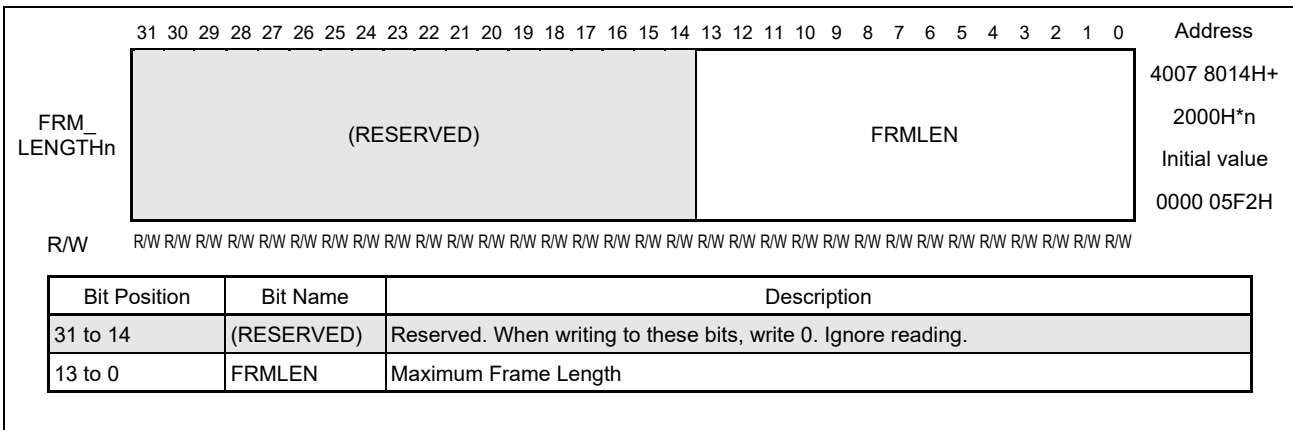 31 30 29 28 27 26 25 24 23 22 21 20 19 18 17 16 15 14 13 12 11 10 9 8 7 6 5 4 3 2 1 0 Address
4007 8014H+
FRM_
LENGTHn
(RESERVED) FRMLEN
2000H*n
Initial value
0000 05F2H
R/W R/W R/W R/W R/W R/W R/W R/W R/W R/W R/W R/W R/W R/W R/W R/W R/W R/W R/W R/W R/W R/W R/W R/W R/W R/W R/W R/W R/W R/W R/W R/W R/W
Bit Position Bit Name Description
31 to 14 (RESERVED) Reserved. When writing to these bits, write 0. Ignore reading.
13 to 0 FRMLEN Maximum Frame Length